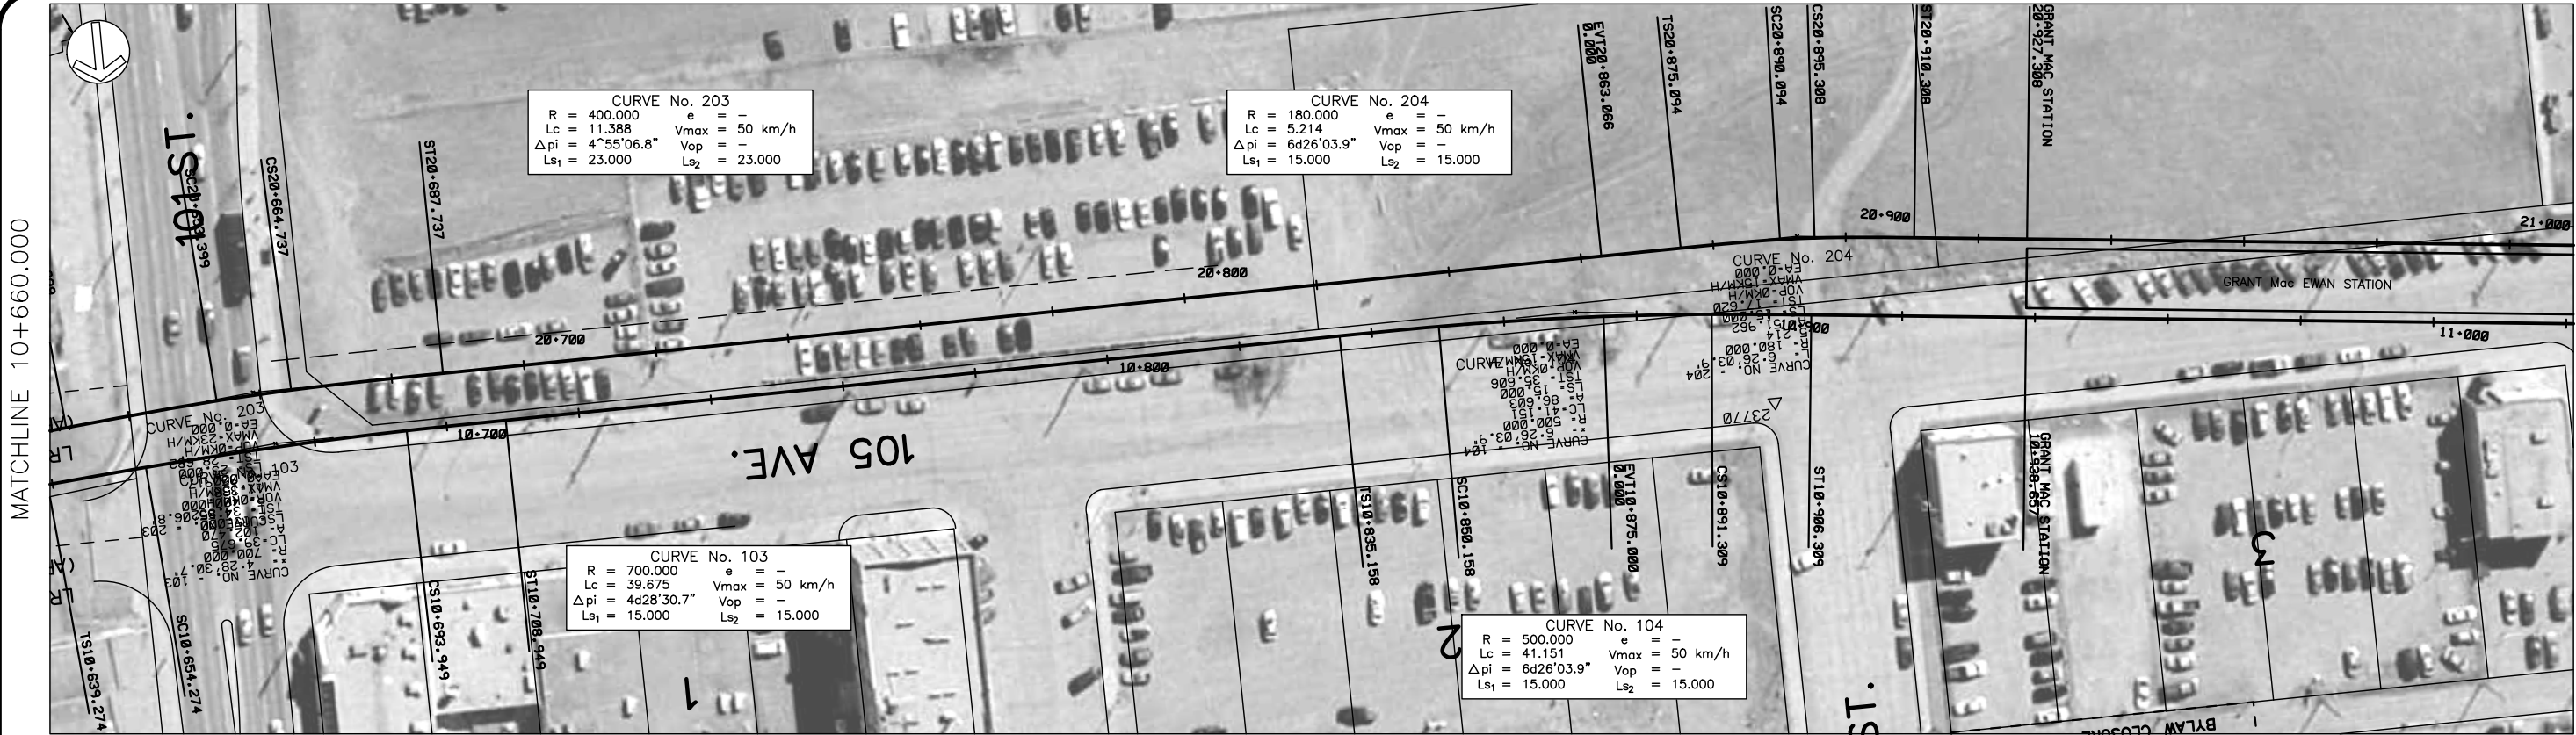 MATCHLINE 10+660.000
101ST.
CS20+664.737
ST20+687.737
CURVE No. 203
R = 400.000 e = –
Lc = 11.388 Vmax = 50 km/h
△pi = 4^55'06.8" Vop = –
Ls1 = 23.000 Ls2 = 23.000
CURVE No. 204
R = 180.000 e = –
Lc = 5.214 Vmax = 50 km/h
△pi = 6d26'03.9" Vop = –
Ls1 = 15.000 Ls2 = 15.000
EVT20+863.066
0.000
TS20+875.094
SC20+890.094
CS20+895.308
ST20+910.308
GRANT MAC STATION
20+927.308
20+700
20+800
20+900
21+000
CURVE No. 204
GRANT Mac EWAN STATION
10+700
10+800
11+000
CURVE No. 203
105 AVE.
23770
TS10+639.274
SC10+654.274
CS10+693.949
ST10+708.949
CURVE No. 103
R = 700.000 e = –
Lc = 39.675 Vmax = 50 km/h
△pi = 4d28'30.7" Vop = –
Ls1 = 15.000 Ls2 = 15.000
TS10+835.158
SC10+850.158
EVT10+875.000
0.000
CS10+891.309
ST10+906.309
GRANT MAC STATION
CURVE No. 104
R = 500.000 e = –
Lc = 41.151 Vmax = 50 km/h
△pi = 6d26'03.9" Vop = –
Ls1 = 15.000 Ls2 = 15.000
1
2
3
ST.
BYLAW CLOSURE